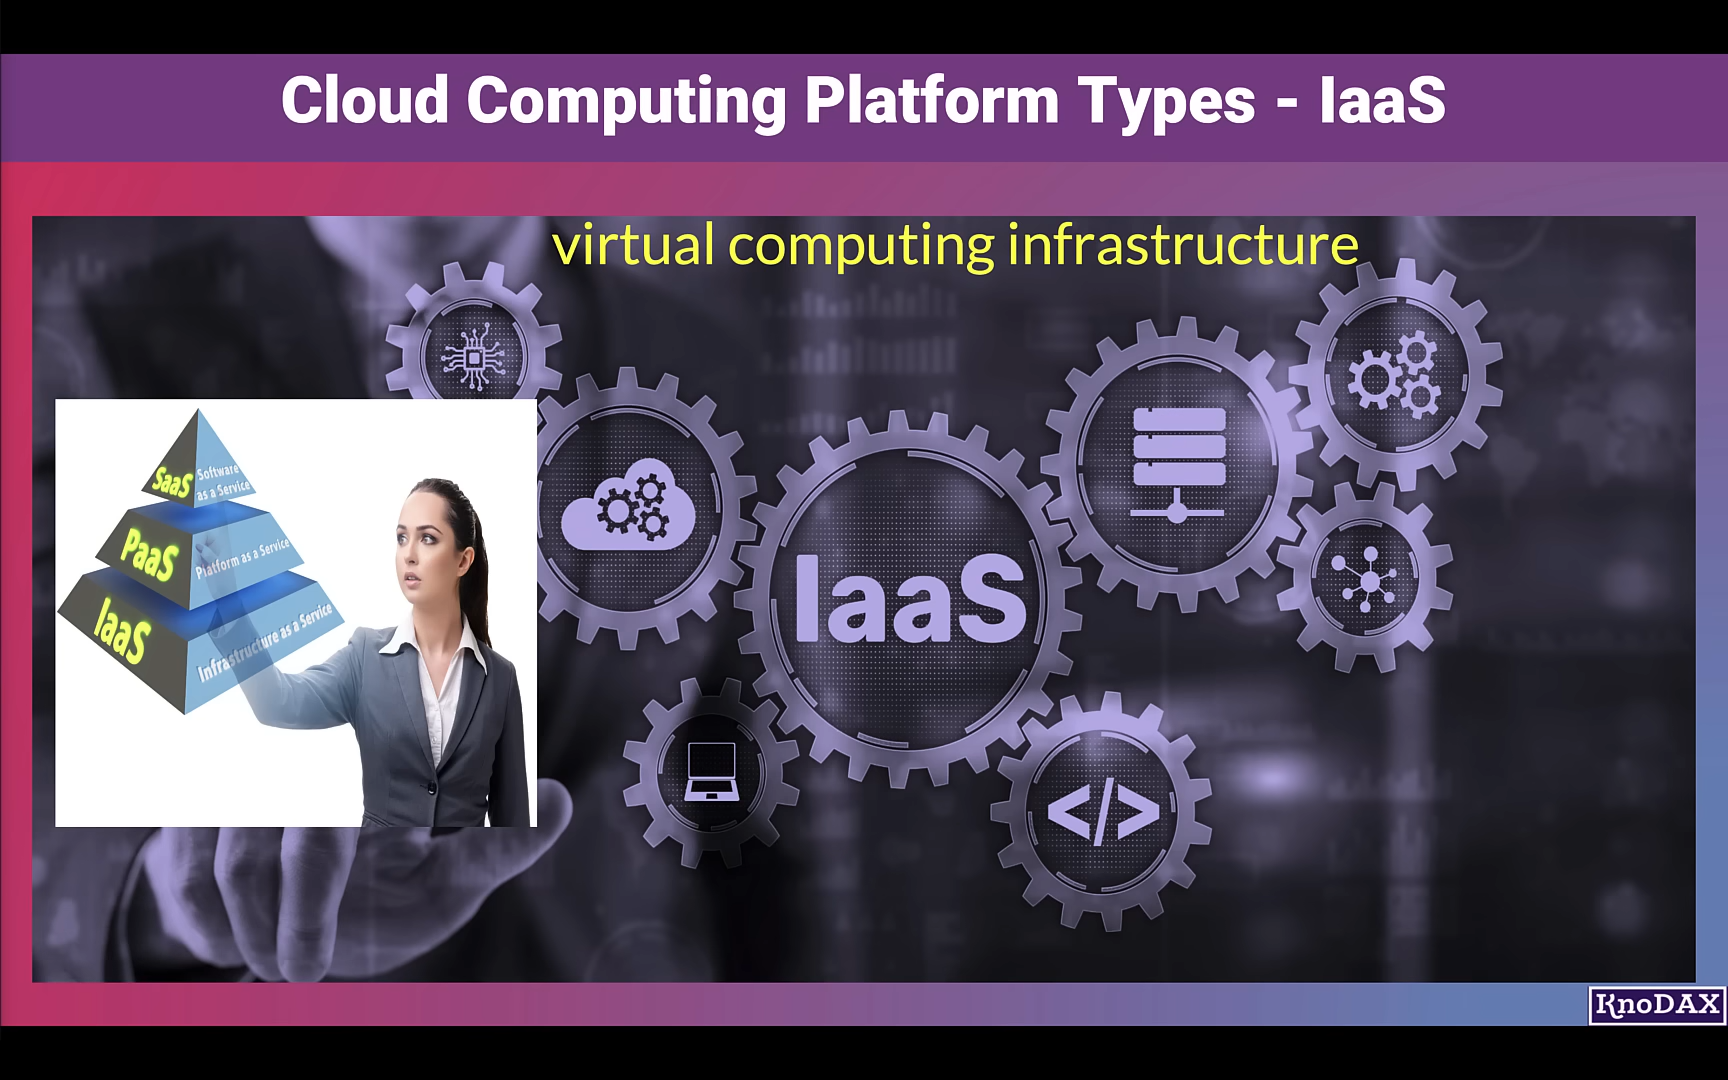 Cloud Computing Platform Types - IaaS
virtual computing infrastructure
SaaS
Software
as a Service
PaaS
Platform as a Service
IaaS
Infrastructure as a Service
IaaS
</>
KnoDAX